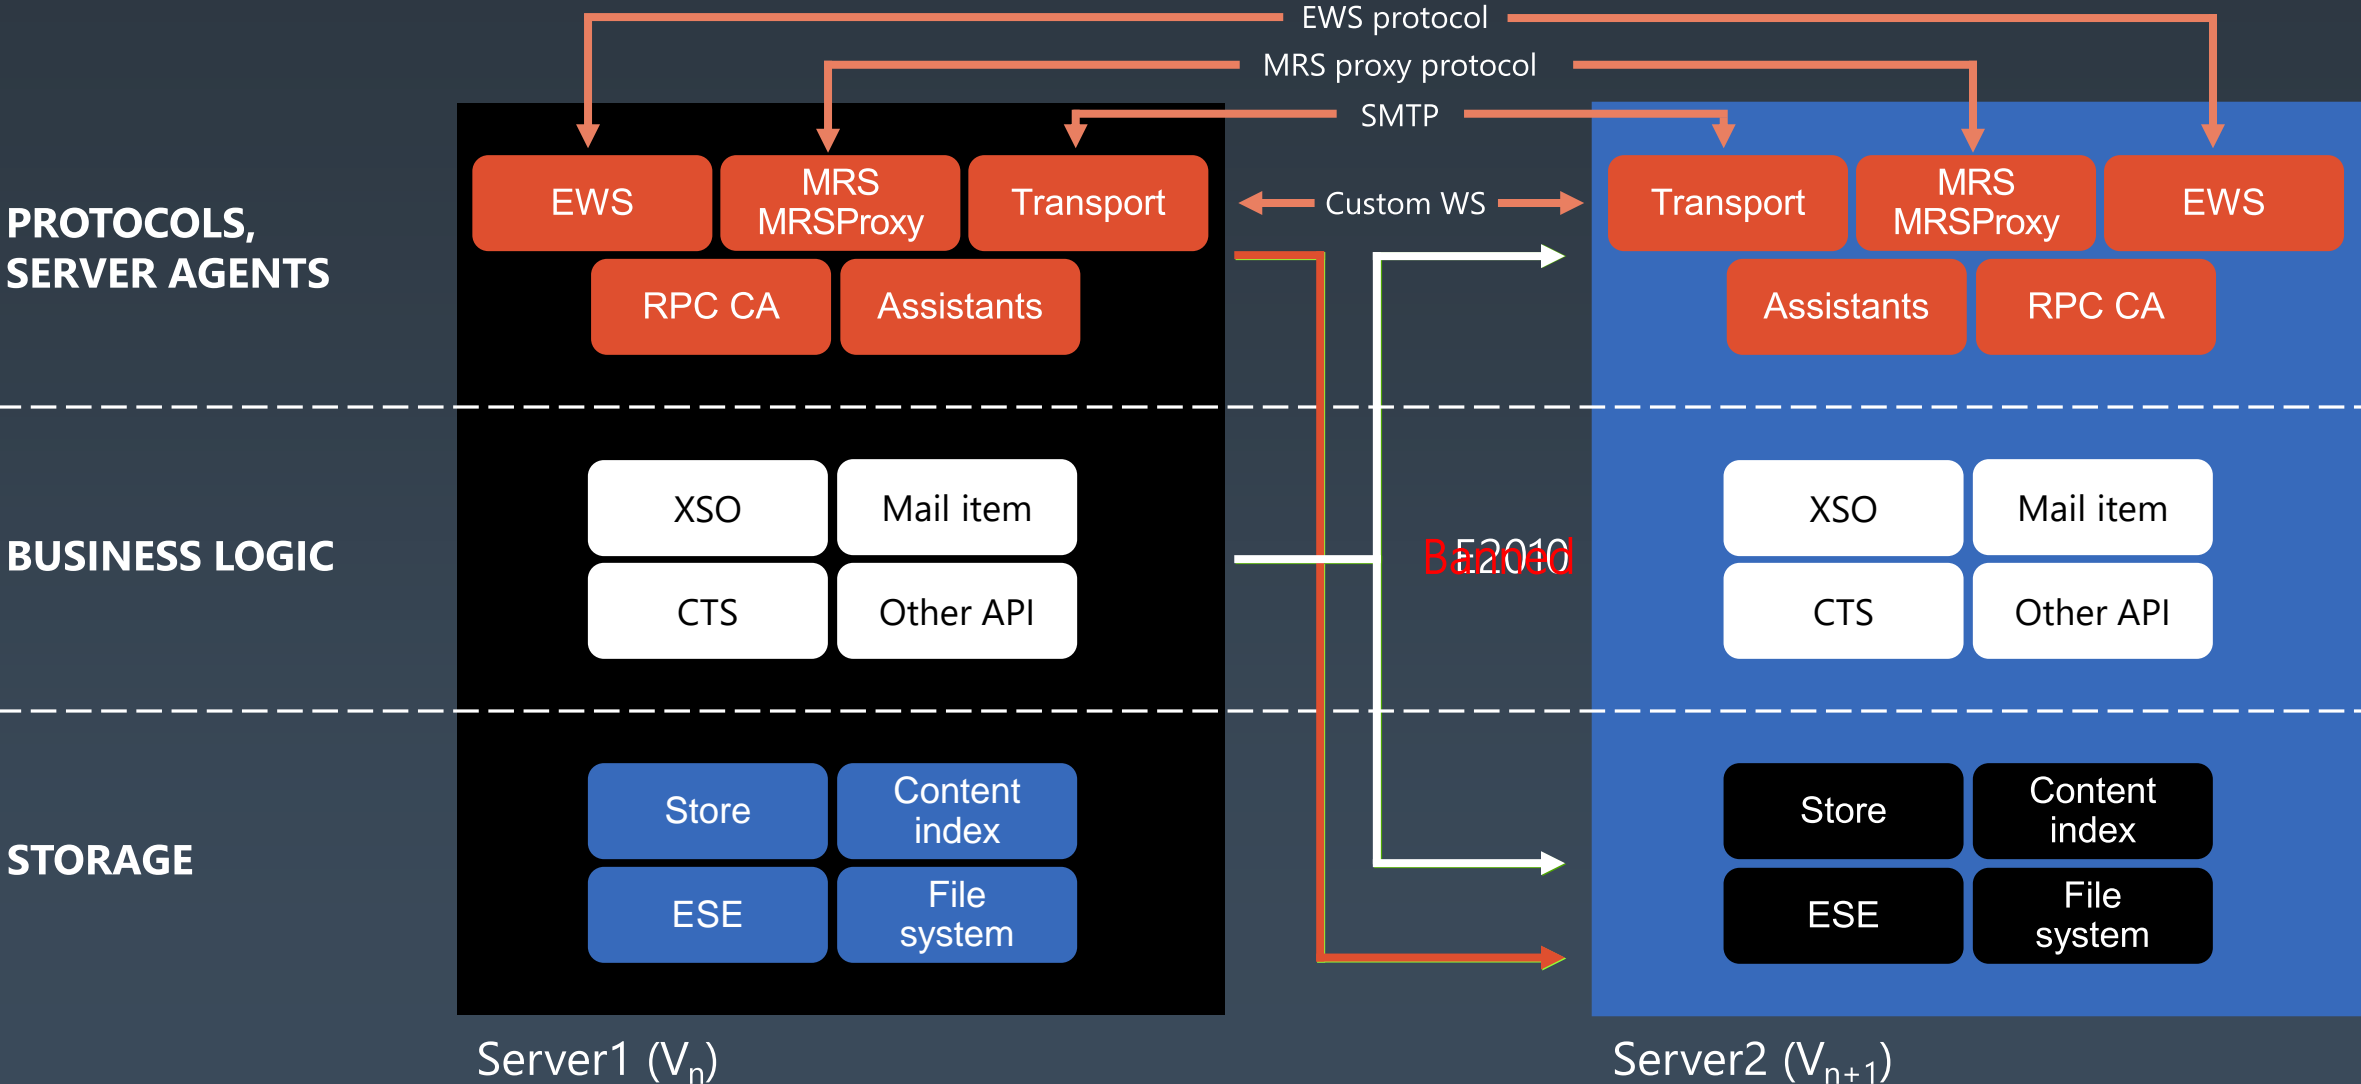 EWS protocol
MRS proxy protocol
SMTP
Custom WS
PROTOCOLS,
SERVER AGENTS
EWS
MRS
MRSProxy
Transport
RPC CA
Assistants
Transport
MRS
MRSProxy
EWS
Assistants
RPC CA
BUSINESS LOGIC
XSO
Mail item
CTS
Other API
E2010
Banned
XSO
Mail item
CTS
Other API
STORAGE
Store
Content
index
ESE
File
system
Store
Content
index
ESE
File
system
Server1 (Vn)
Server2 (Vn+1)